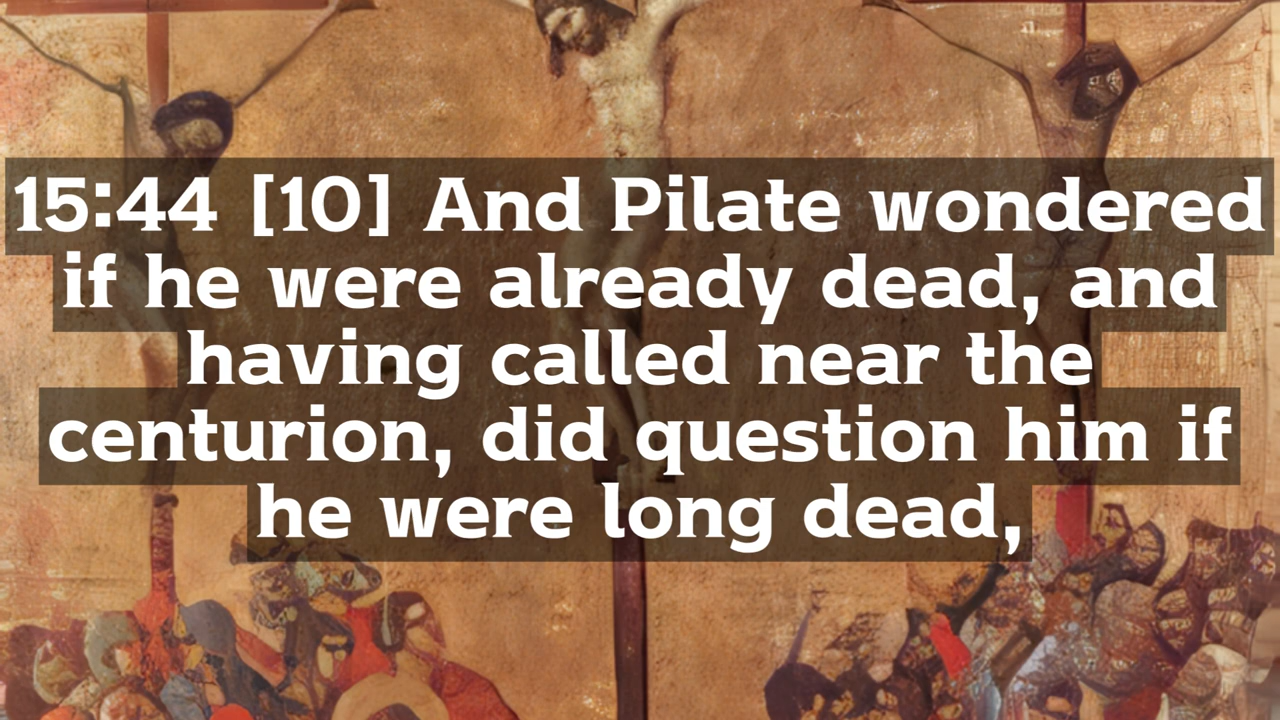 15:44 [10] And Pilate wondered
if he were already dead, and
having called near the
centurion, did question him if
he were long dead,